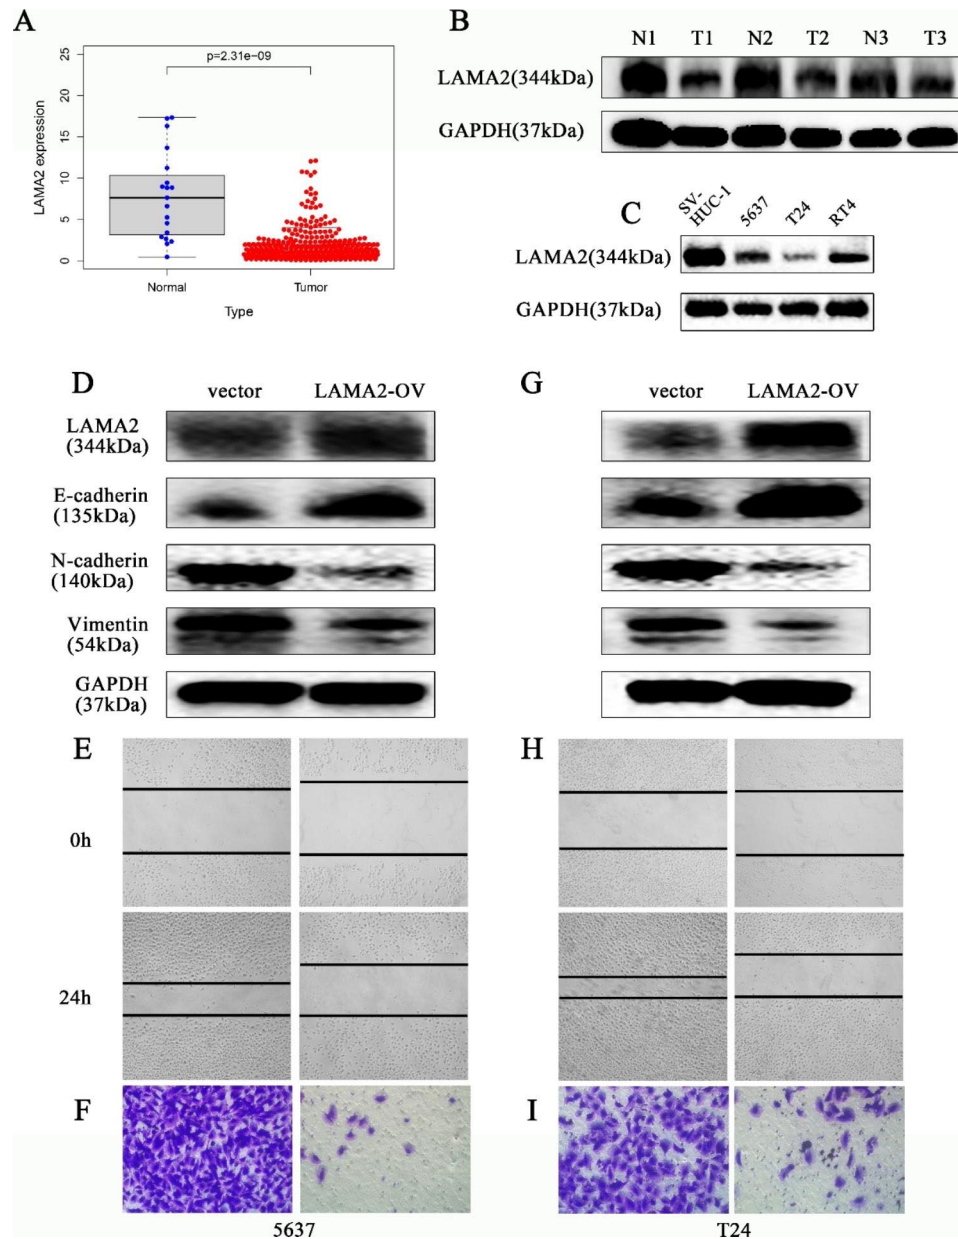 A
p=2.31e−09
LAMA2 expression
25
20
15
10
5
0
Normal
Tumor
Type
B
N1 T1 N2 T2 N3 T3
LAMA2(344kDa)
GAPDH(37kDa)
C
SV-
HUC-1
5637
T24
RT4
LAMA2(344kDa)
GAPDH(37kDa)
D
vector LAMA2-OV
LAMA2
(344kDa)
E-cadherin
(135kDa)
N-cadherin
(140kDa)
Vimentin
(54kDa)
GAPDH
(37kDa)
G
vector LAMA2-OV
E
0h
24h
H
F
5637
I
T24